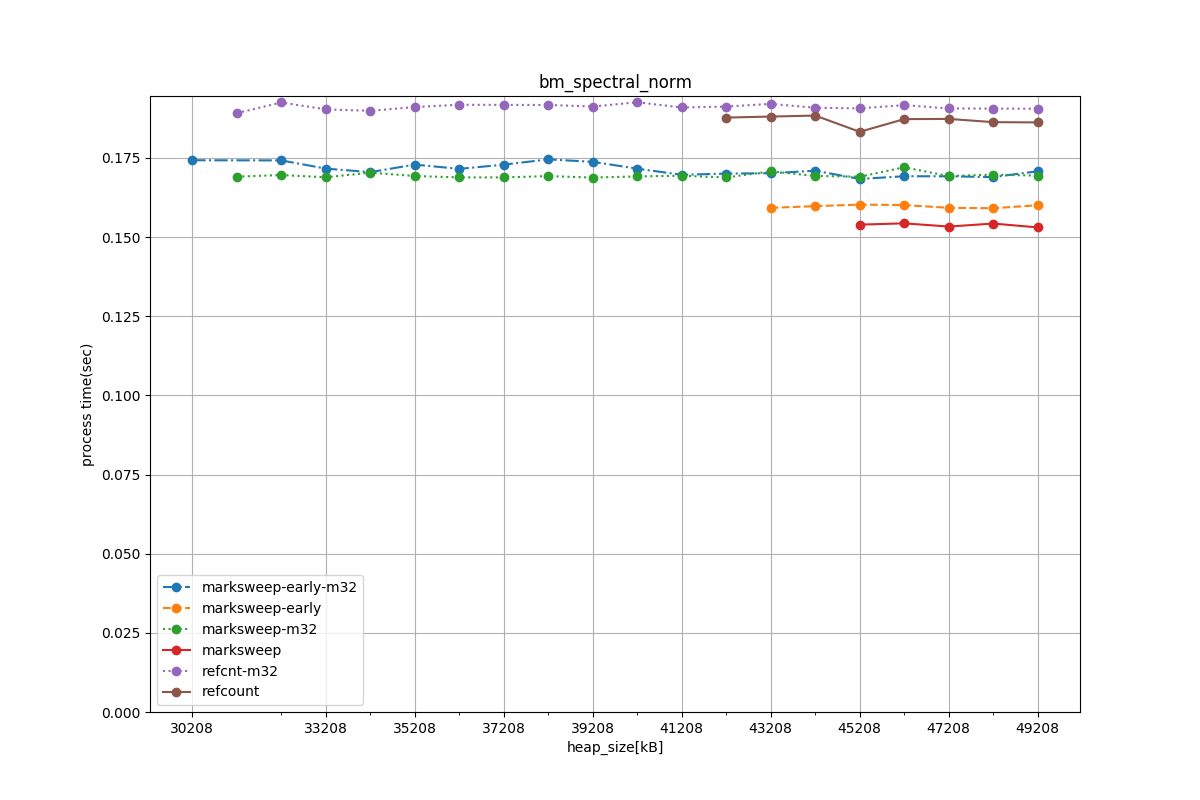 bm_spectral_norm
0.175
0.150
0.125
0.100
0.075
0.050
0.025
0.000
process time(sec)
marksweep-early-m32
marksweep-early
marksweep-m32
marksweep
refcnt-m32
refcount
30208 33208 35208 37208 39208 41208 43208 45208 47208 49208
heap_size[kB]